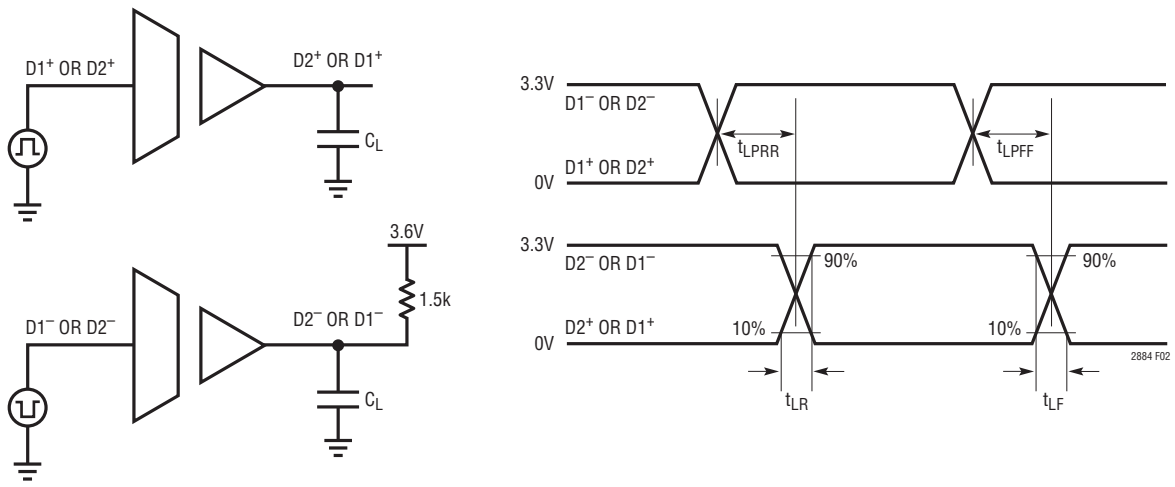 D1+ OR D2+
D2+ OR D1+
CL
3.6V
1.5k
D1− OR D2−
D2− OR D1−
CL
3.3V
D1− OR D2−
tLPRR
tLPFF
D1+ OR D2+
0V
3.3V
D2− OR D1−
90%
90%
D2+ OR D1+
10%
10%
0V
2884 F02
tLR
tLF